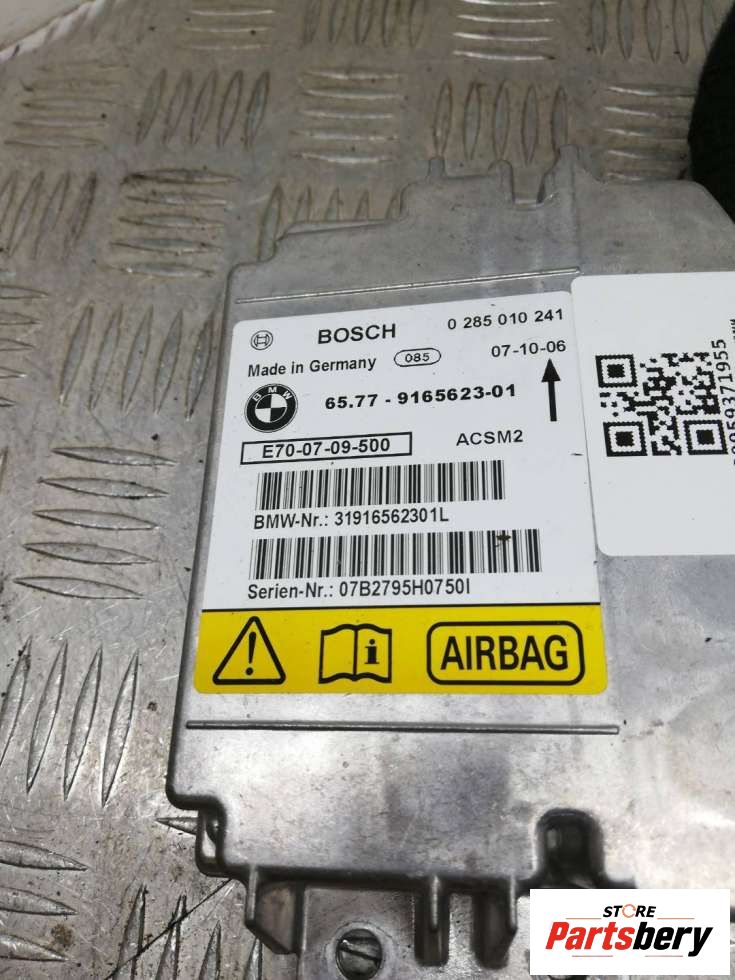 BOSCH 0 285 010 241
Made in Germany 085 07-10-06
BMW 65.77 - 9165623-01
E70-07-09-500 ACSM2
BMW-Nr.: 31916562301L
Serien-Nr.: 07B2795H0750I
AIRBAG
STORE
Partsbery